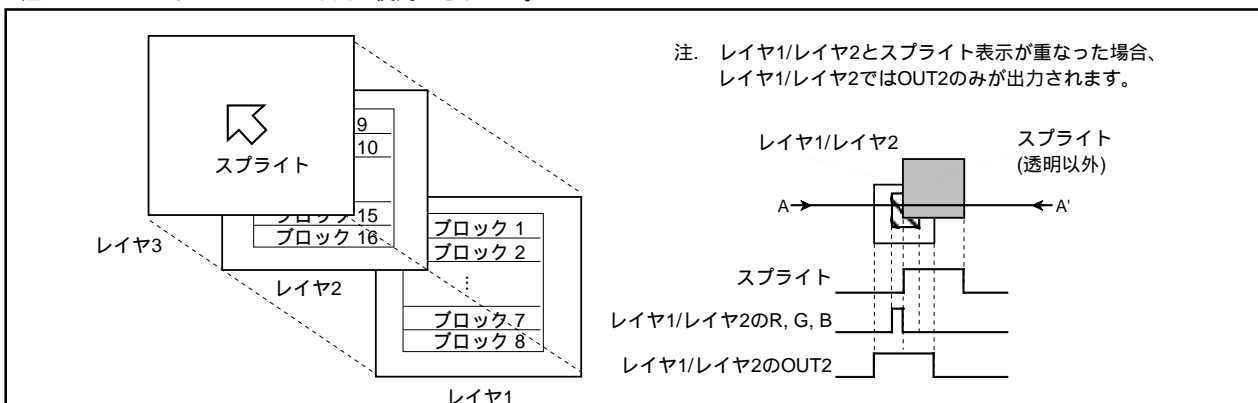 スプライト
9
10
ブロック 15
ブロック 16
ブロック 1
ブロック 2
⋮
ブロック 7
ブロック 8
レイヤ3
レイヤ2
レイヤ1
注. レイヤ1/レイヤ2とスプライト表示が重なった場合、
レイヤ1/レイヤ2ではOUT2のみが出力されます。
レイヤ1/レイヤ2
スプライト
(透明以外)
A
A'
スプライト
レイヤ1/レイヤ2のR, G, B
レイヤ1/レイヤ2のOUT2